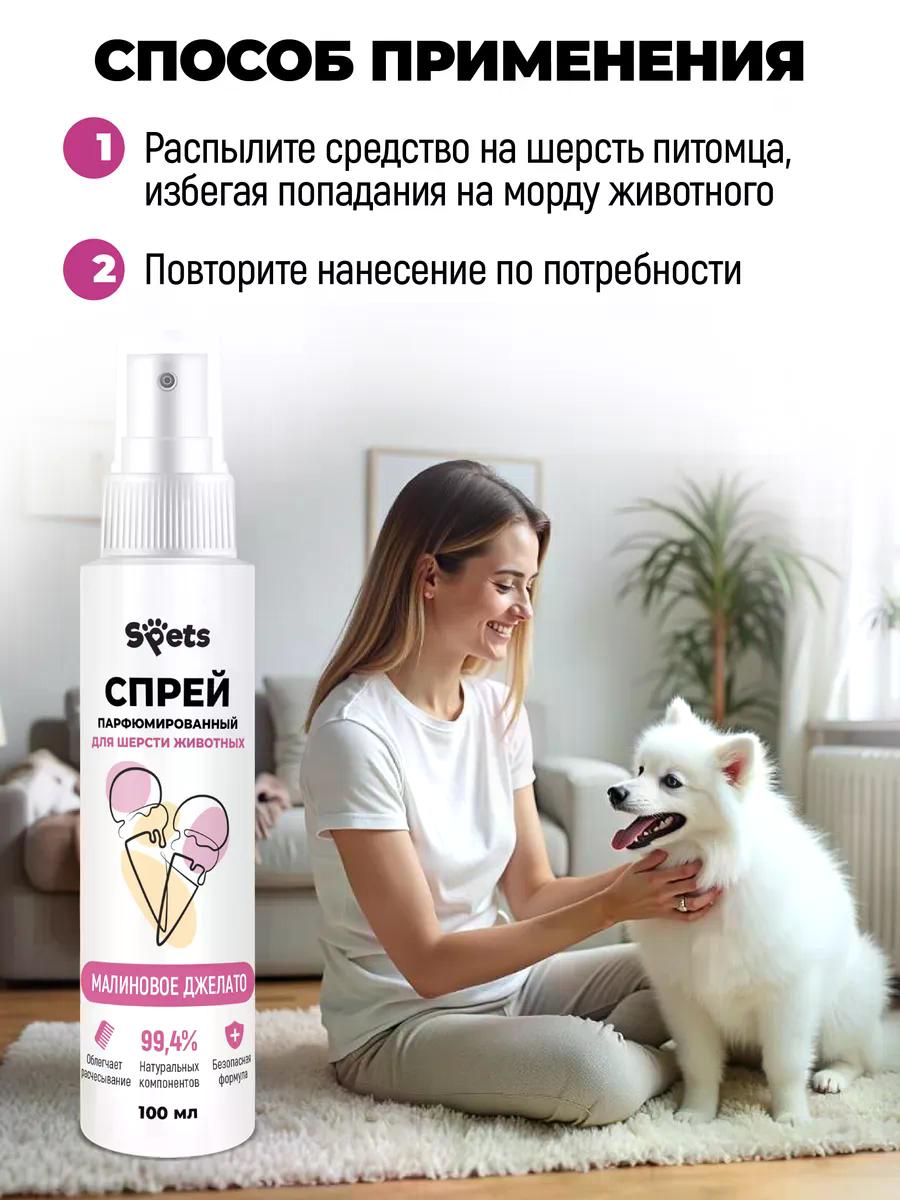 СПОСОБ ПРИМЕНЕНИЯ
1 Распылите средство на шерсть питомца,
избегая попадания на морду животного
2 Повторите нанесение по потребности
Spets
СПРЕЙ
ПАРФЮМИРОВАННЫЙ
ДЛЯ ШЕРСТИ ЖИВОТНЫХ
МАЛИНОВОЕ ДЖЕЛАТО
Облегчает
расчесывание
99,4%
Натуральных
компонентов
Безопасная
формула
100 мл